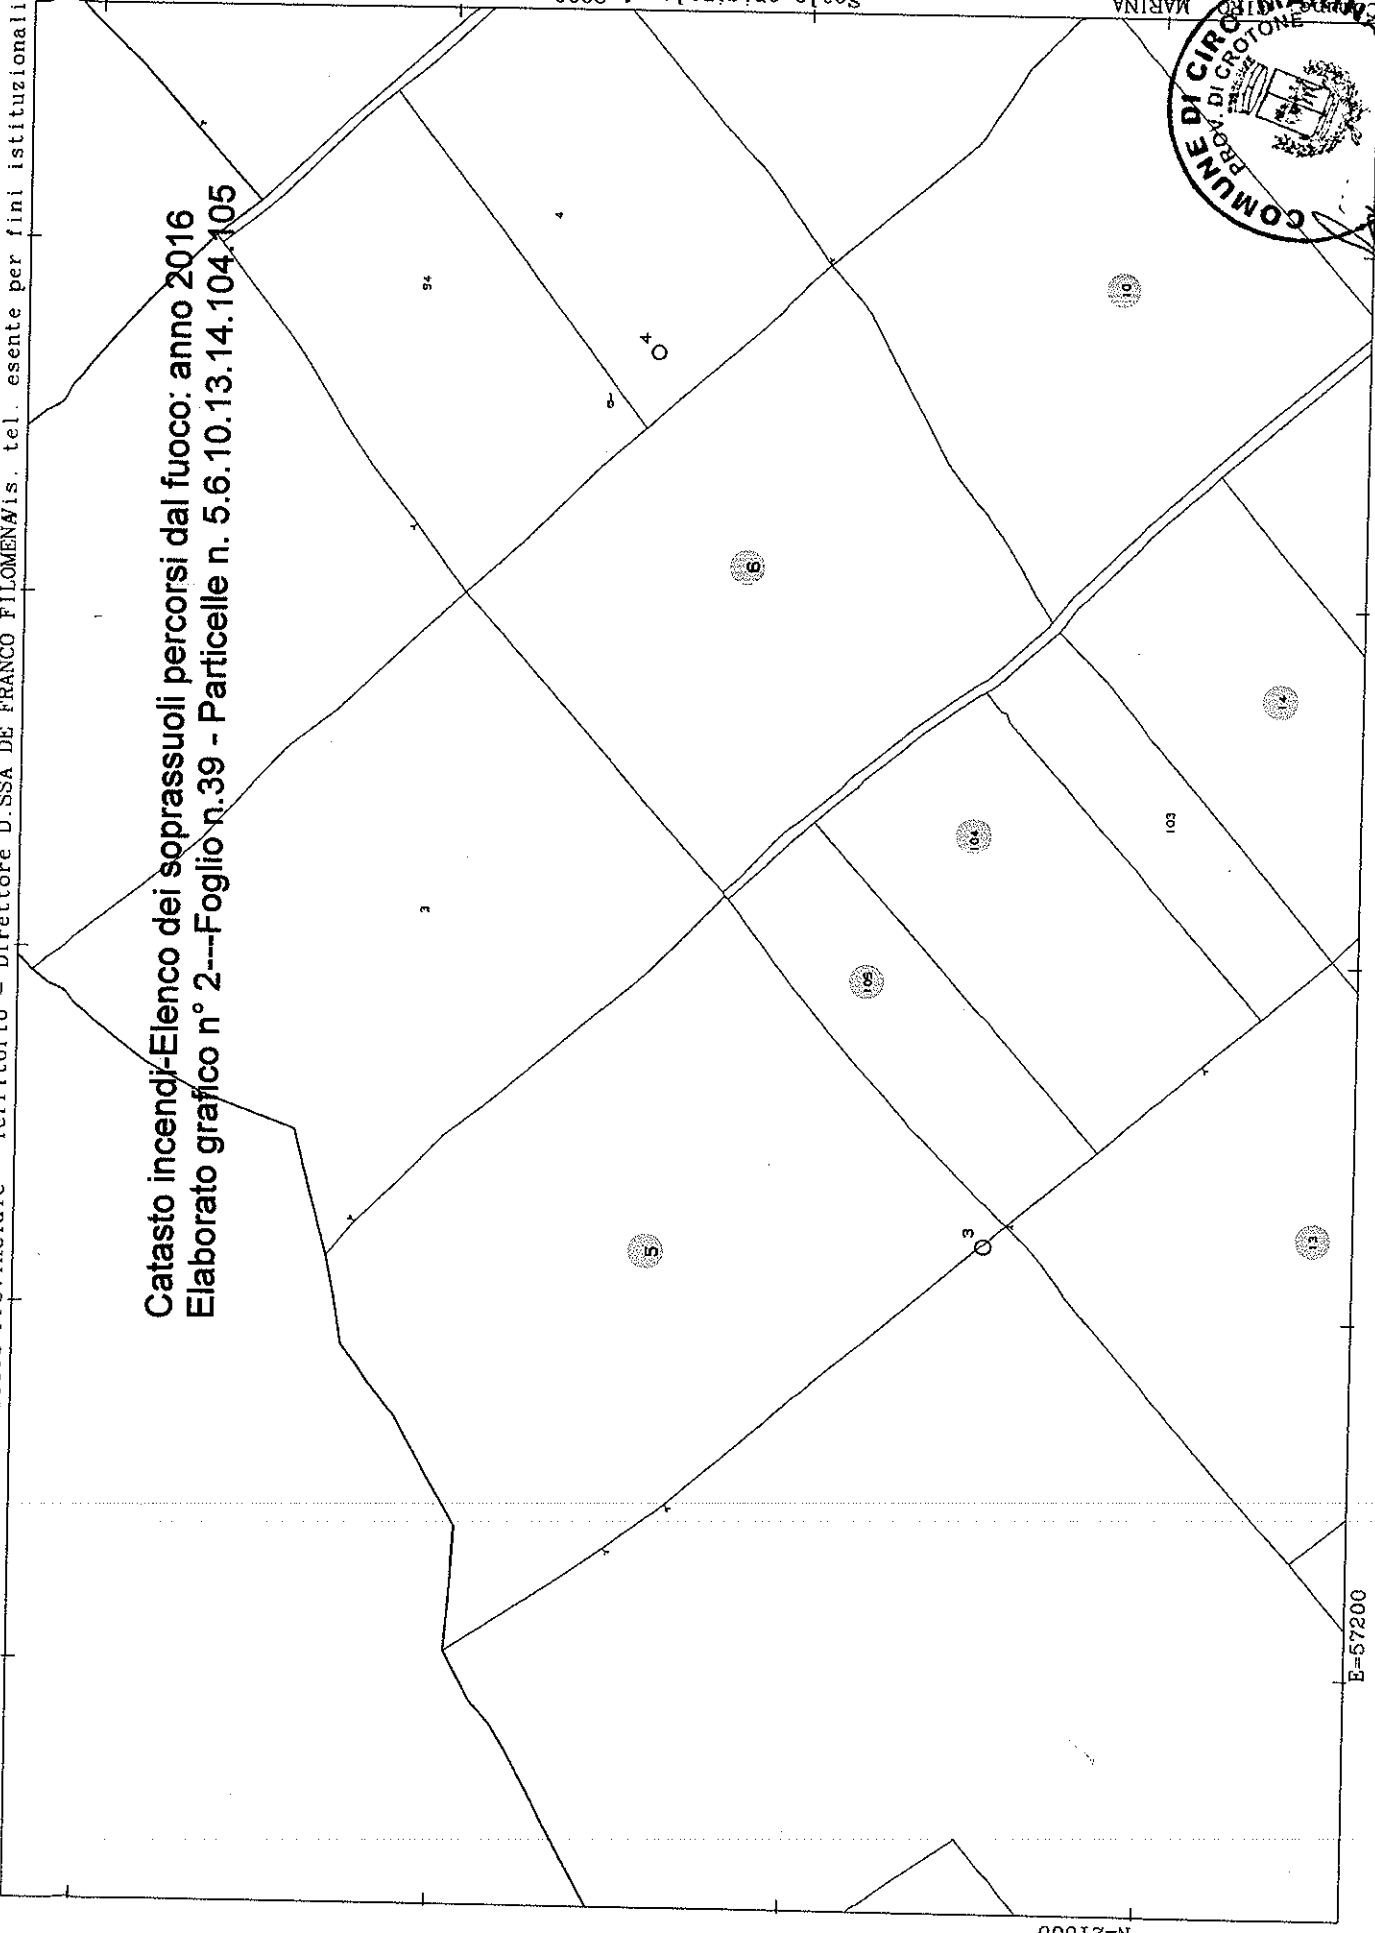 Territorio - Direttore D.SSA DE FRANCO FILOMENA Vis. tel. esente per fini istituzionali
Catasto incendi-Elenco dei soprassuoli percorsi dal fuoco: anno 2016
Elaborato grafico n° 2---Foglio n.39 - Particelle n. 5.6.10.13.14.104.105
1
3
94
4
4
5
6
105
104
10
3
103
13
14
E=57200
MARINA
COMUNE DI CIRO
PROV. DI CROTONE